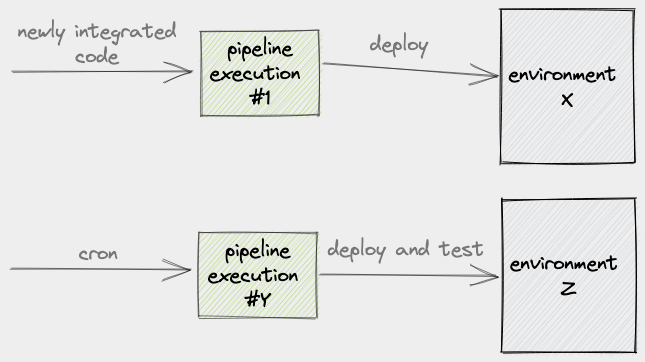 newly integrated
code
pipeline
execution
#1
deploy
environment
X
cron
pipeline
execution
#Y
deploy and test
environment
Z